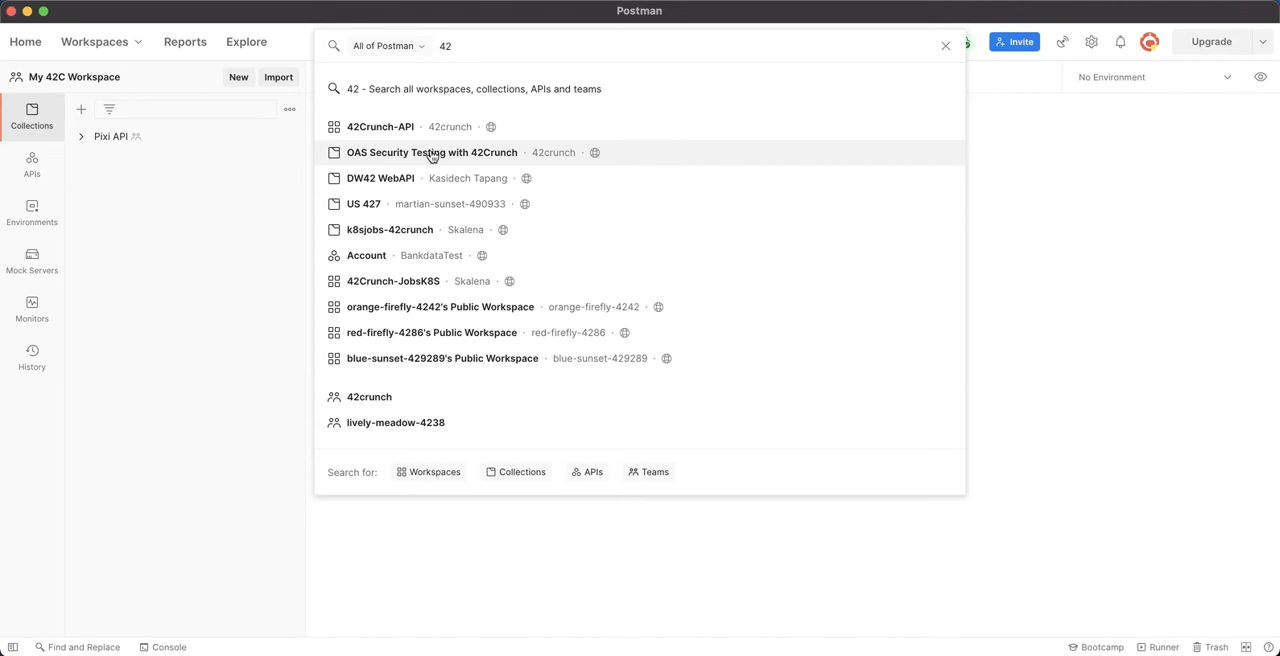 Postman
Home Workspaces Reports Explore
All of Postman 42
Invite Upgrade
My 42C Workspace New Import
No Environment
Collections
APIs
Environments
Mock Servers
Monitors
History
Pixi API
42 - Search all workspaces, collections, APIs and teams
42Crunch-API · 42crunch ·
OAS Security Testing with 42Crunch · 42crunch ·
DW42 WebAPI · Kasidech Tapang ·
US 427 · martian-sunset-490933 ·
k8sjobs-42crunch · Skalena ·
Account · BankdataTest ·
42Crunch-JobsK8S · Skalena ·
orange-firefly-4242's Public Workspace · orange-firefly-4242 ·
red-firefly-4286's Public Workspace · red-firefly-4286 ·
blue-sunset-429289's Public Workspace · blue-sunset-429289 ·
42crunch
lively-meadow-4238
Search for: Workspaces Collections APIs Teams
Find and Replace Console Bootcamp Runner Trash